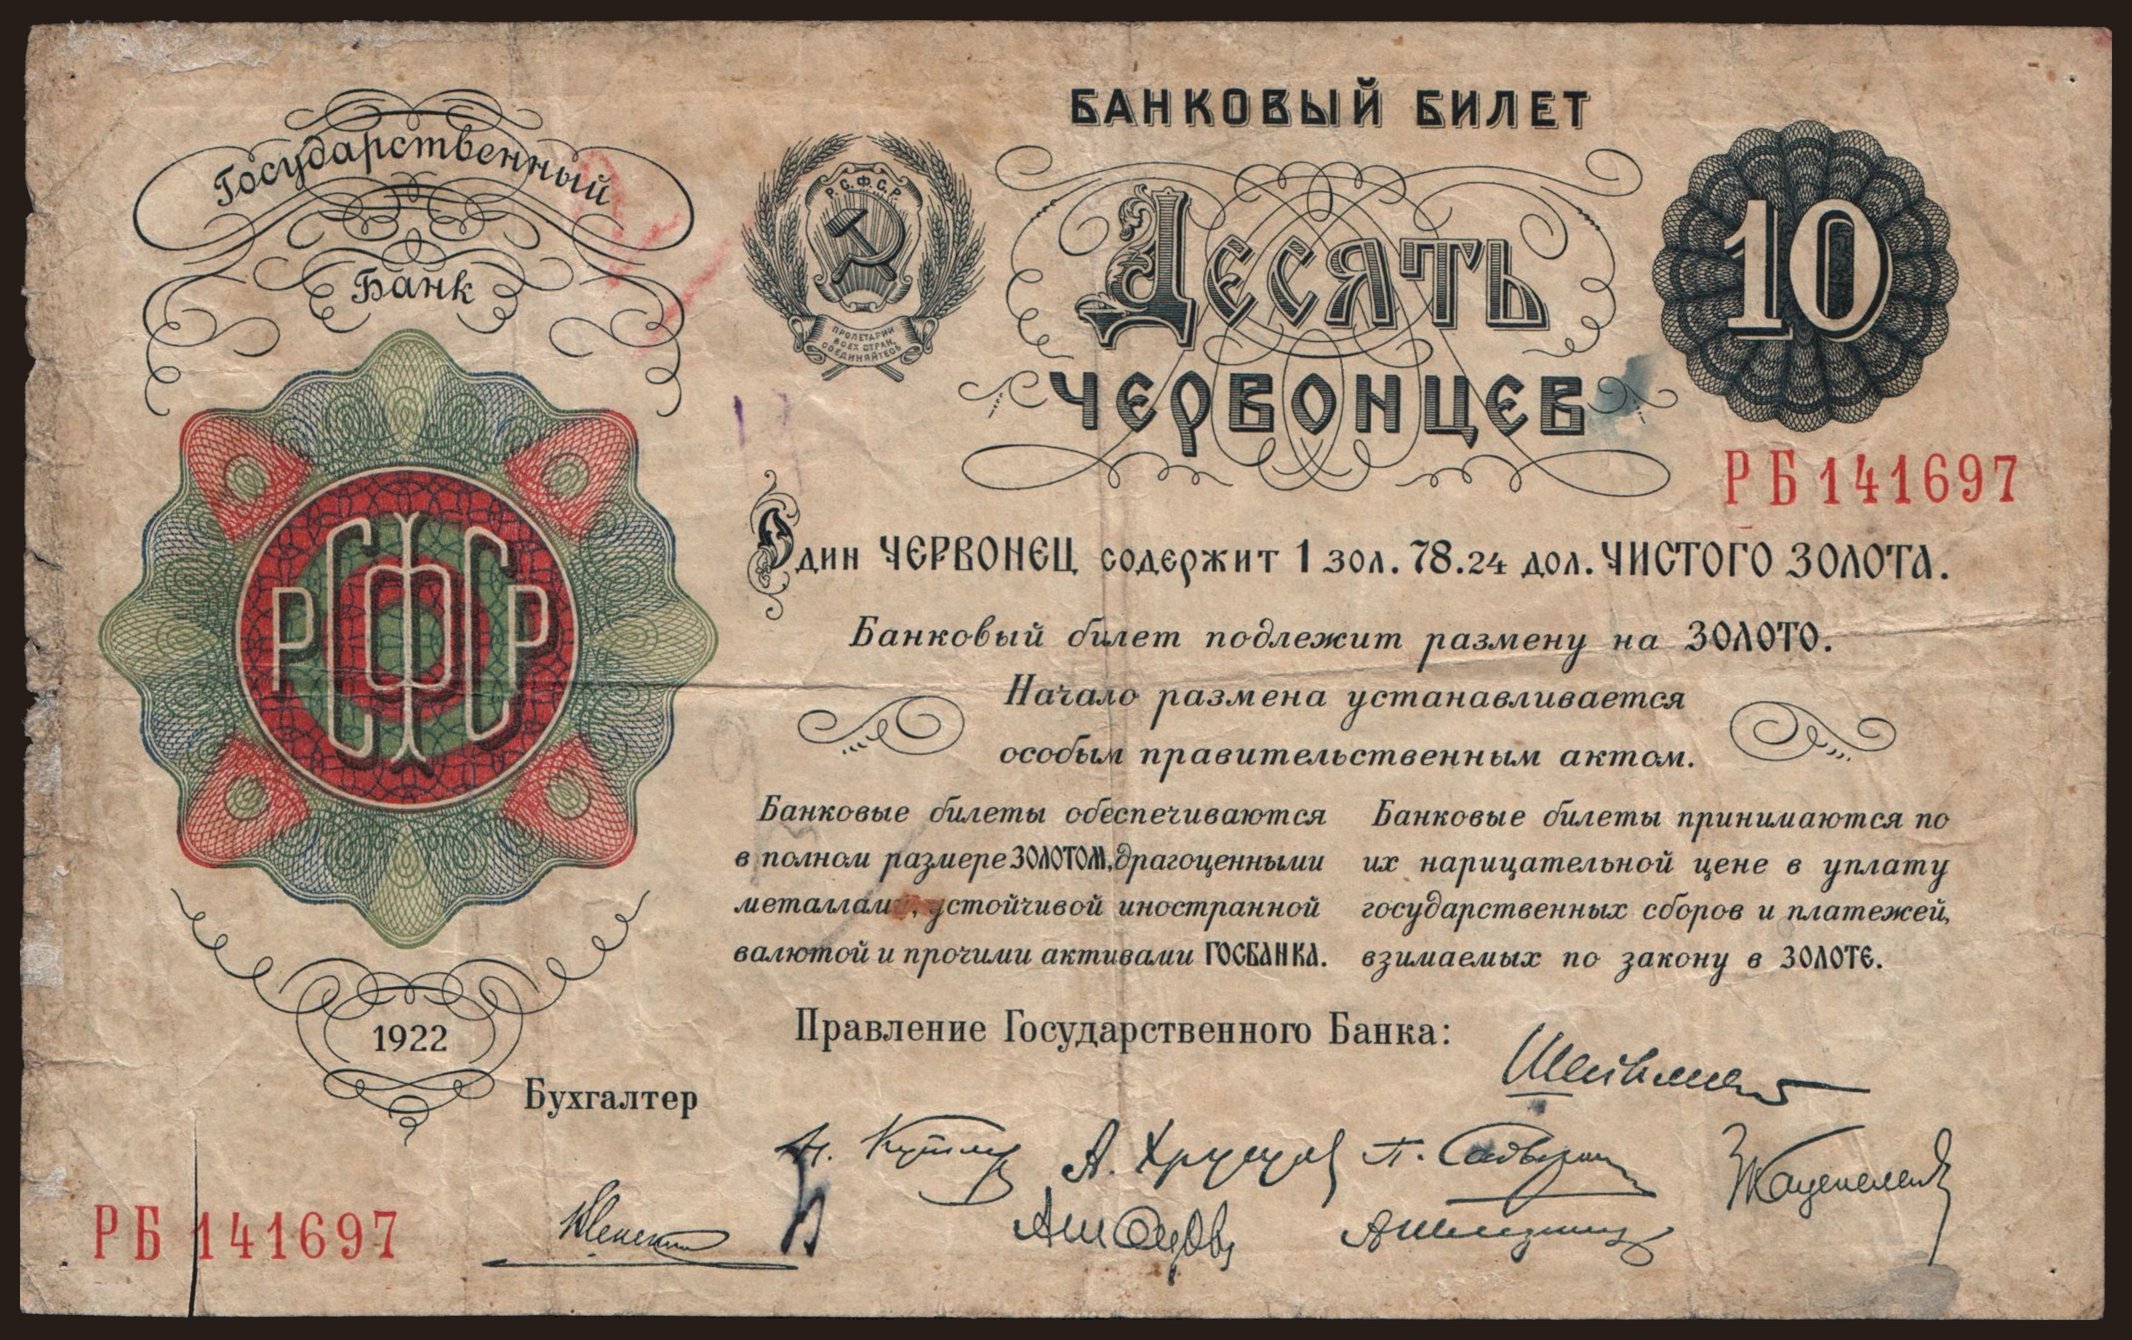 БАНКОВЫЙ БИЛЕТ
Государственный
Банк
Р.С.Ф.С.Р.
ПРОЛЕТАРИИ
ВСЕХ СТРАН,
СОЕДИНЯЙТЕСЬ
ДЕСЯТЬ
ЧЕРВОНЦЕВ
10
РБ 141697
РСФСР
Один ЧЕРВОНЕЦ содержит 1 зол. 78.24 дол. ЧИСТОГО ЗОЛОТА.
Банковый билет подлежит размену на ЗОЛОТО.
Начало размена устанавливается
особым правительственным актом.
Банковые билеты обеспечиваются
в полном размере ЗОЛОТОМ, драгоценными
металлами, устойчивой иностранной
валютой и прочими активами ГОСБАНКА.
Банковые билеты принимаются по
их нарицательной цене в уплату
государственных сборов и платежей,
взимаемых по закону в ЗОЛОТЕ.
1922
Правление Государственного Банка:
Бухгалтер
РБ 141697